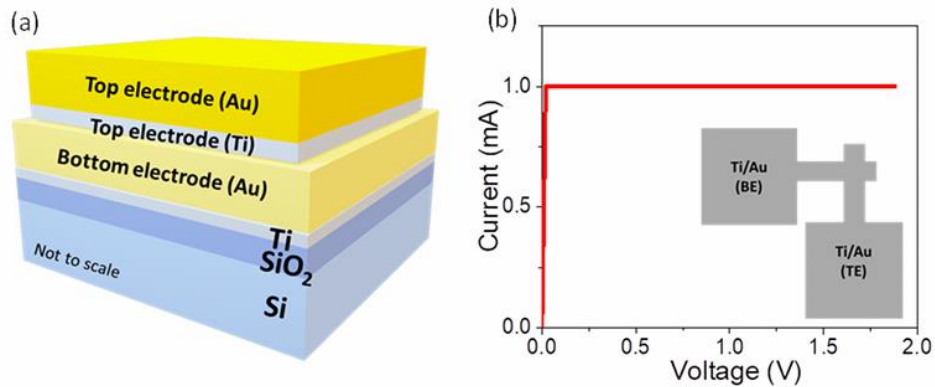 (a)
Top electrode (Au)
Top electrode (Ti)
Bottom electrode (Au)
Ti
SiO2
Si
Not to scale
(b)
Current (mA)
1.0
0.5
0.0
Ti/Au
(BE)
Ti/Au
(TE)
0.0 0.5 1.0 1.5 2.0
Voltage (V)